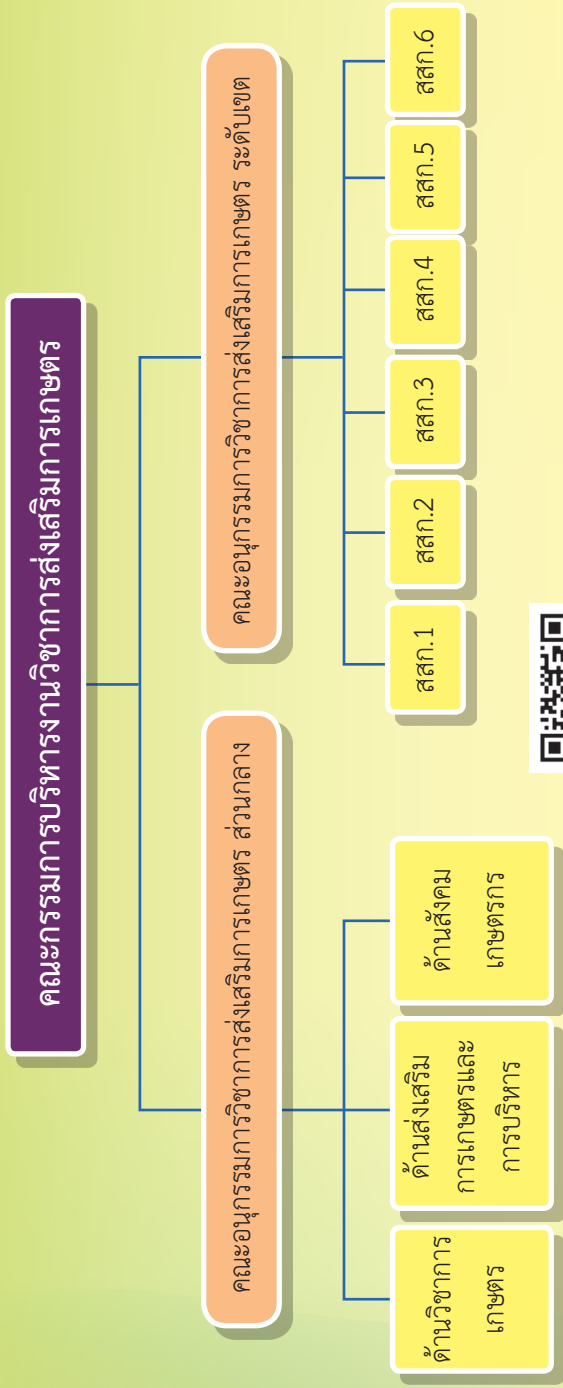 คณะกรรมการบริหารงานวิชาการส่งเสริมการเกษตร
คณะอนุกรรมการวิชาการส่งเสริมการเกษตร ส่วนกลาง
คณะอนุกรรมการวิชาการส่งเสริมการเกษตร ระดับเขต
ด้านวิชาการ
เกษตร
ด้านส่งเสริม
การเกษตรและ
การบริหาร
ด้านสังคม
เกษตรกร
สสก.1
สสก.2
สสก.3
สสก.4
สสก.5
สสก.6